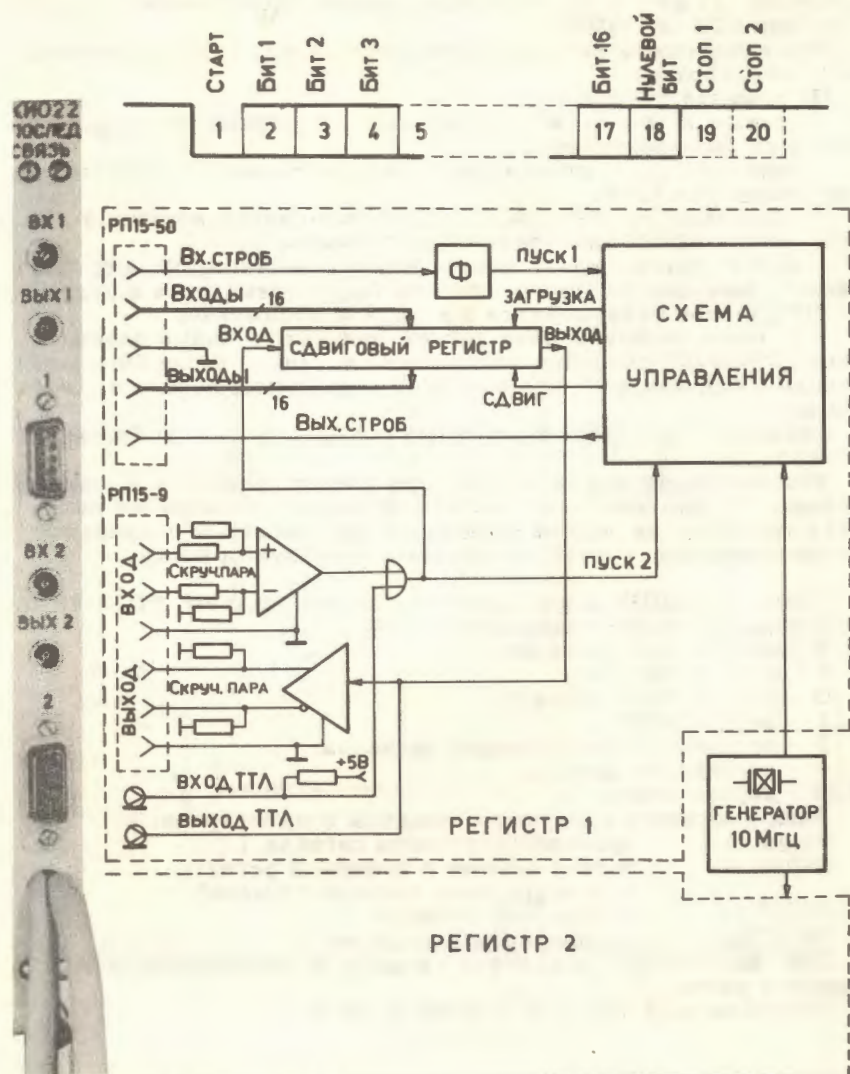 СТАРТ
БИТ 1
БИТ 2
БИТ 3
БИТ 16
НУЛЕВОЙ БИТ
СТОП 1
СТОП 2
1 2 3 4 5 17 18 19 20
КИО22
ПОСЛЕД
СВЯЗЬ
ВХ 1
ВЫХ 1
1
ВХ 2
ВЫХ 2
2
РП15-50
ВХ.СТРОБ
Ф
ПУСК 1
СХЕМА
УПРАВЛЕНИЯ
ВХОДЫ
16
ЗАГРУЗКА
ВХОД
СДВИГОВЫЙ РЕГИСТР
ВЫХОД
ВЫХОДЫ
16
СДВИГ
ВЫХ. СТРОБ
РП15-9
ВХОД
СКРУЧ.ПАРА
+
−
ПУСК 2
ВЫХОД
СКРУЧ. ПАРА
+5В
ВХОД ТТЛ
ВЫХОД ТТЛ
РЕГИСТР 1
ГЕНЕРАТОР
10 МГЦ
РЕГИСТР 2